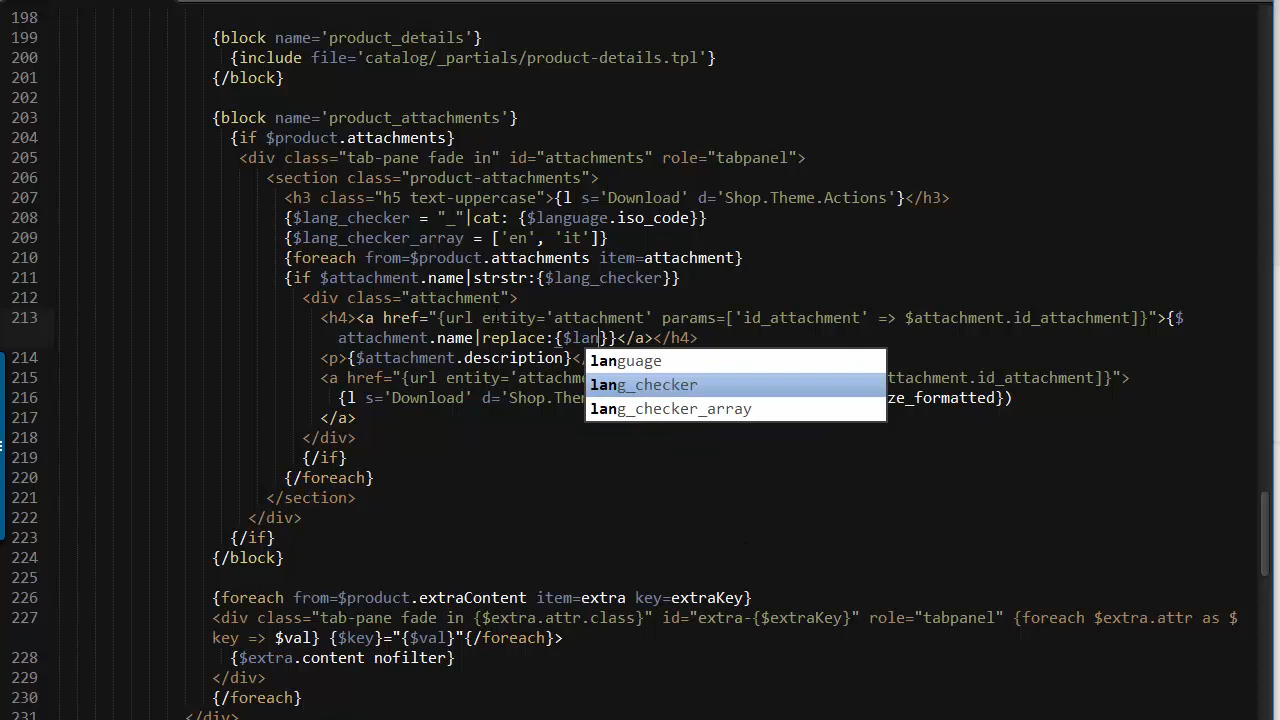 198
199 {block name='product_details'}
200 {include file='catalog/_partials/product-details.tpl'}
201 {/block}
202
203 {block name='product_attachments'}
204 {if $product.attachments}
205 <div class="tab-pane fade in" id="attachments" role="tabpanel">
206 <section class="product-attachments">
207 <h3 class="h5 text-uppercase">{l s='Download' d='Shop.Theme.Actions'}</h3>
208 {$lang_checker = "_"|cat: {$language.iso_code}}
209 {$lang_checker_array = ['en', 'it']}
210 {foreach from=$product.attachments item=attachment}
211 {if $attachment.name|strstr:{$lang_checker}}
212 <div class="attachment">
213 <h4><a href="{url entity='attachment' params=['id_attachment' => $attachment.id_attachment]}">{$
attachment.name|replace:{$lan}}</a></h4>
214 <p>{$attachment.description}</
language
215 <a href="{url entity='attachme ttachment.id_attachment]}">
lang_checker
216 {l s='Download' d='Shop.The ze_formatted})
lang_checker_array
217 </a>
218 </div>
219 {/if}
220 {/foreach}
221 </section>
222 </div>
223 {/if}
224 {/block}
225
226 {foreach from=$product.extraContent item=extra key=extraKey}
227 <div class="tab-pane fade in {$extra.attr.class}" id="extra-{$extraKey}" role="tabpanel" {foreach $extra.attr as $
key => $val} {$key}="{$val}"{/foreach}>
228 {$extra.content nofilter}
229 </div>
230 {/foreach}
231 </div>